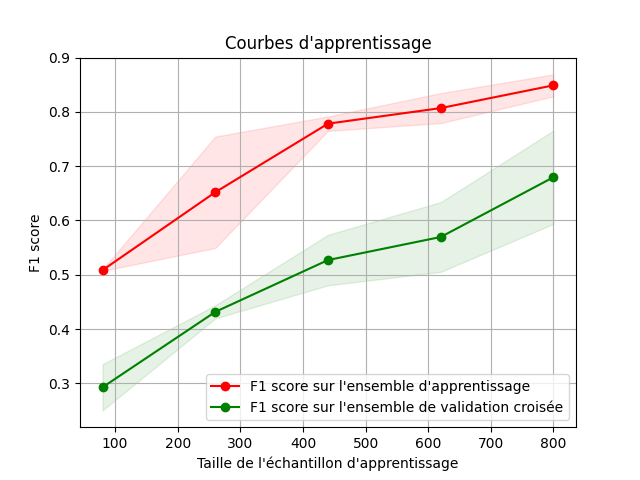 Courbes d'apprentissage
F1 score
0.9
0.8
0.7
0.6
0.5
0.4
0.3
F1 score sur l'ensemble d'apprentissage
F1 score sur l'ensemble de validation croisée
100 200 300 400 500 600 700 800
Taille de l'échantillon d'apprentissage